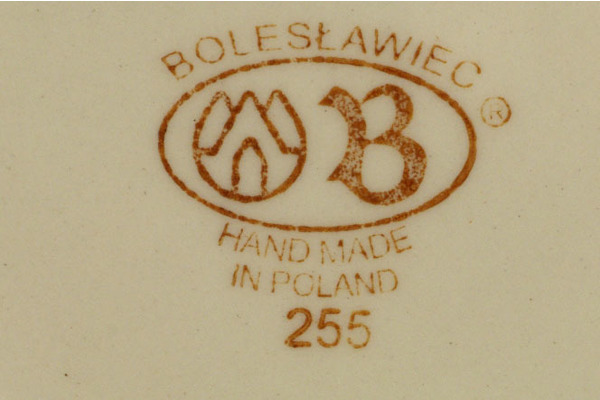 BOLESŁAWIEC
B ®
HAND MADE
IN POLAND
255